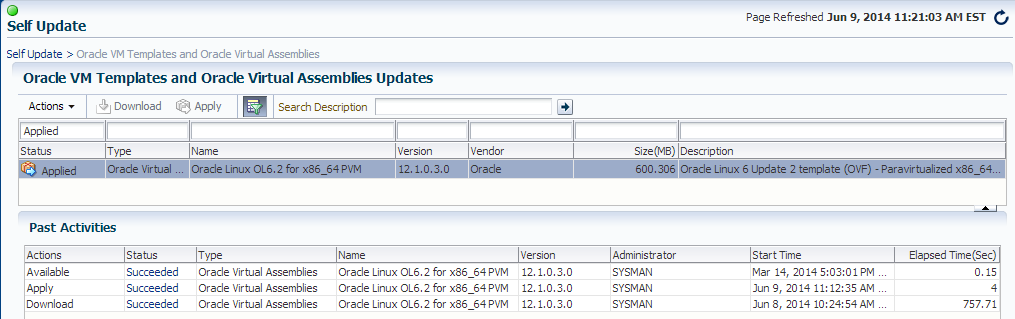 Self Update
Page Refreshed Jun 9, 2014 11:21:03 AM EST
Self Update > Oracle VM Templates and Oracle Virtual Assemblies
Oracle VM Templates and Oracle Virtual Assemblies Updates
Actions Download Apply Search Description
Applied
Status Type Name Version Vendor Size(MB) Description
Applied Oracle Virtual ... Oracle Linux OL6.2 for x86_64 PVM 12.1.0.3.0 Oracle 600.306 Oracle Linux 6 Update 2 template (OVF) - Paravirtualized x86_64...
Past Activities
Actions Status Type Name Version Administrator Start Time Elapsed Time(Sec)
Available Succeeded Oracle Virtual Assemblies Oracle Linux OL6.2 for x86_64 PVM 12.1.0.3.0 SYSMAN Mar 14, 2014 5:03:01 PM ... 0.15
Apply Succeeded Oracle Virtual Assemblies Oracle Linux OL6.2 for x86_64 PVM 12.1.0.3.0 SYSMAN Jun 9, 2014 11:12:35 AM ... 4
Download Succeeded Oracle Virtual Assemblies Oracle Linux OL6.2 for x86_64 PVM 12.1.0.3.0 SYSMAN Jun 8, 2014 10:24:54 AM ... 757.71